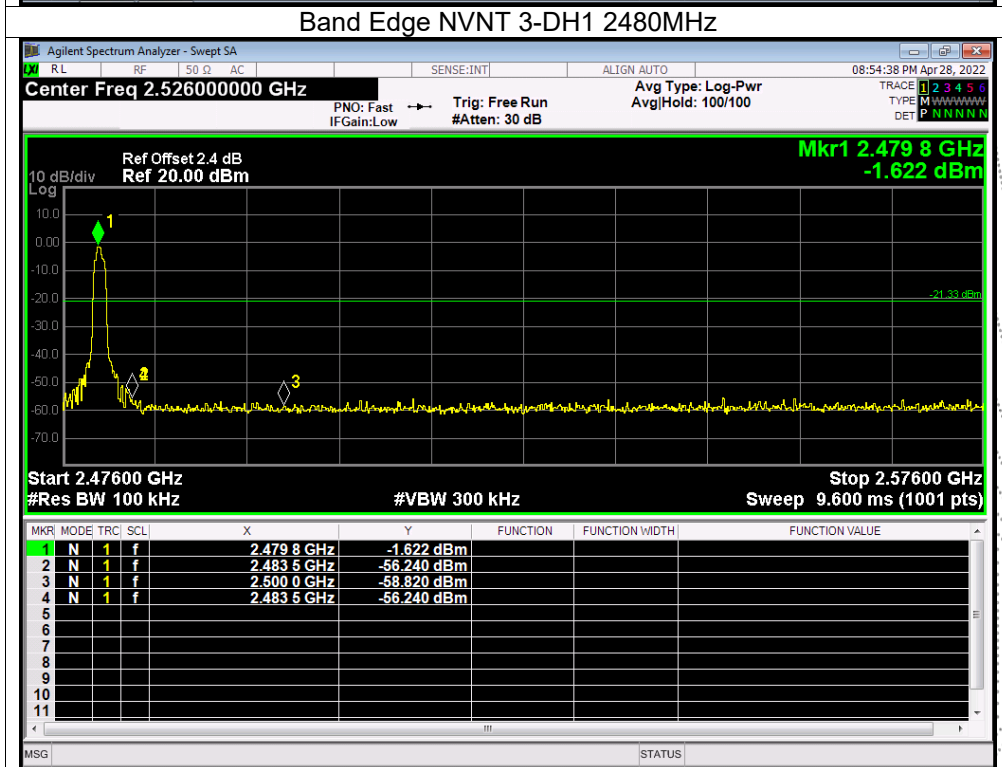 Band Edge NVNT 3-DH1 2480MHz
Agilent Spectrum Analyzer - Swept SA
LXI RL RF 50 Ω AC SENSE:INT ALIGN AUTO 08:54:38 PM Apr 28, 2022
Center Freq 2.526000000 GHz Avg Type: Log-Pwr TRACE 1 2 3 4 5 6
PNO: Fast Trig: Free Run Avg|Hold: 100/100 TYPE M WWWWW
IFGain:Low #Atten: 30 dB DET P N N N N N
Mkr1 2.479 8 GHz
Ref Offset 2.4 dB
10 dB/div Ref 20.00 dBm -1.622 dBm
Log
10.0
1
0.00
-10.0
-20.0 -21.33 dBm
-30.0
-40.0
-50.0 2 3
-60.0
-70.0
Start 2.47600 GHz Stop 2.57600 GHz
#Res BW 100 kHz #VBW 300 kHz Sweep 9.600 ms (1001 pts)
MKR MODE TRC SCL X Y FUNCTION FUNCTION WIDTH FUNCTION VALUE
1 N 1 f 2.479 8 GHz -1.622 dBm
2 N 1 f 2.483 5 GHz -56.240 dBm
3 N 1 f 2.500 0 GHz -58.820 dBm
4 N 1 f 2.483 5 GHz -56.240 dBm
5
6
7
8
9
10
11
MSG STATUS